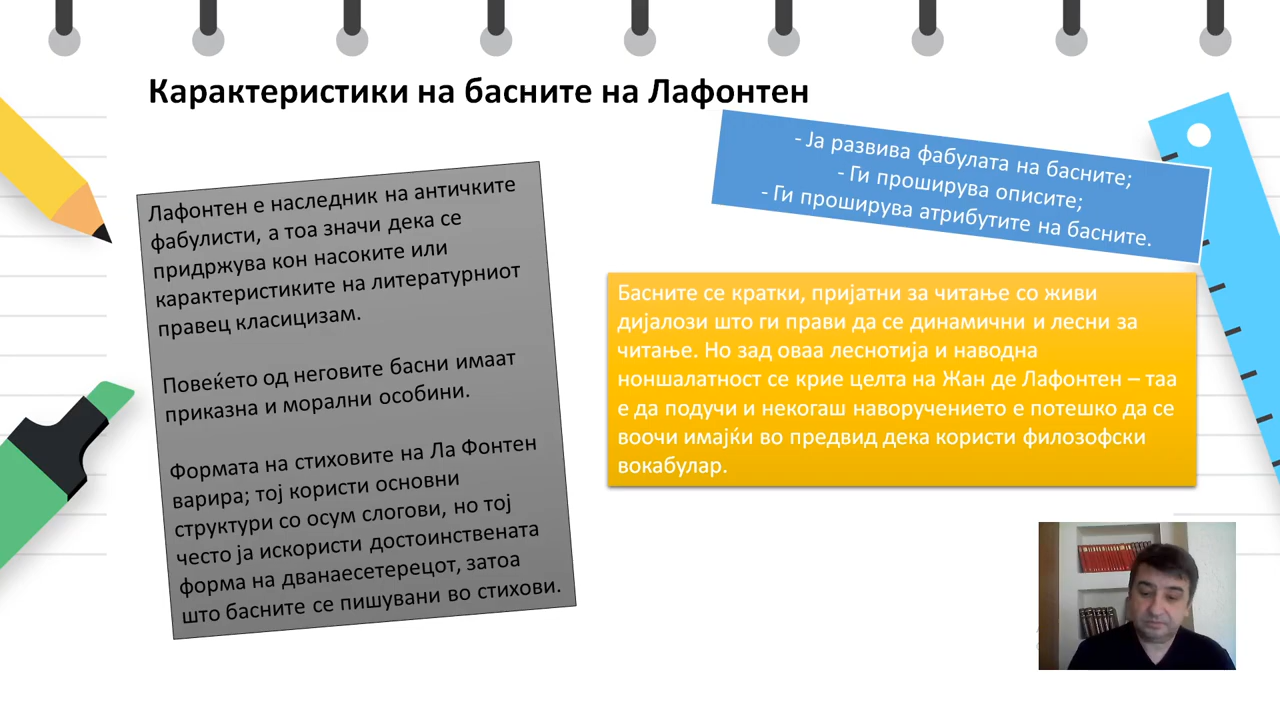 Карактеристики на басните на Лафонтен
- Ја развива фабулата на басните;
- Ги проширува описите;
- Ги проширува атрибутите на басните.
Лафонтен е наследник на античките
фабулисти, а тоа значи дека се
придржува кон насоките или
карактеристиките на литературниот
правец класицизам.
Повеќето од неговите басни имаат
приказна и морални особини.
Формата на стиховите на Ла Фонтен
варира; тој користи основни
структури со осум слогови, но тој
често ја искористи достоинствената
форма на дванаесетерецот, затоа
што басните се пишувани во стихови.
Басните се кратки, пријатни за читање со живи
дијалози што ги прави да се динамични и лесни за
читање. Но зад оваа леснотија и наводна
ноншалатност се крие целта на Жан де Лафонтен – таа
е да подучи и некогаш наворучението е потешко да се
воочи имајќи во предвид дека користи филозофски
вокабулар.